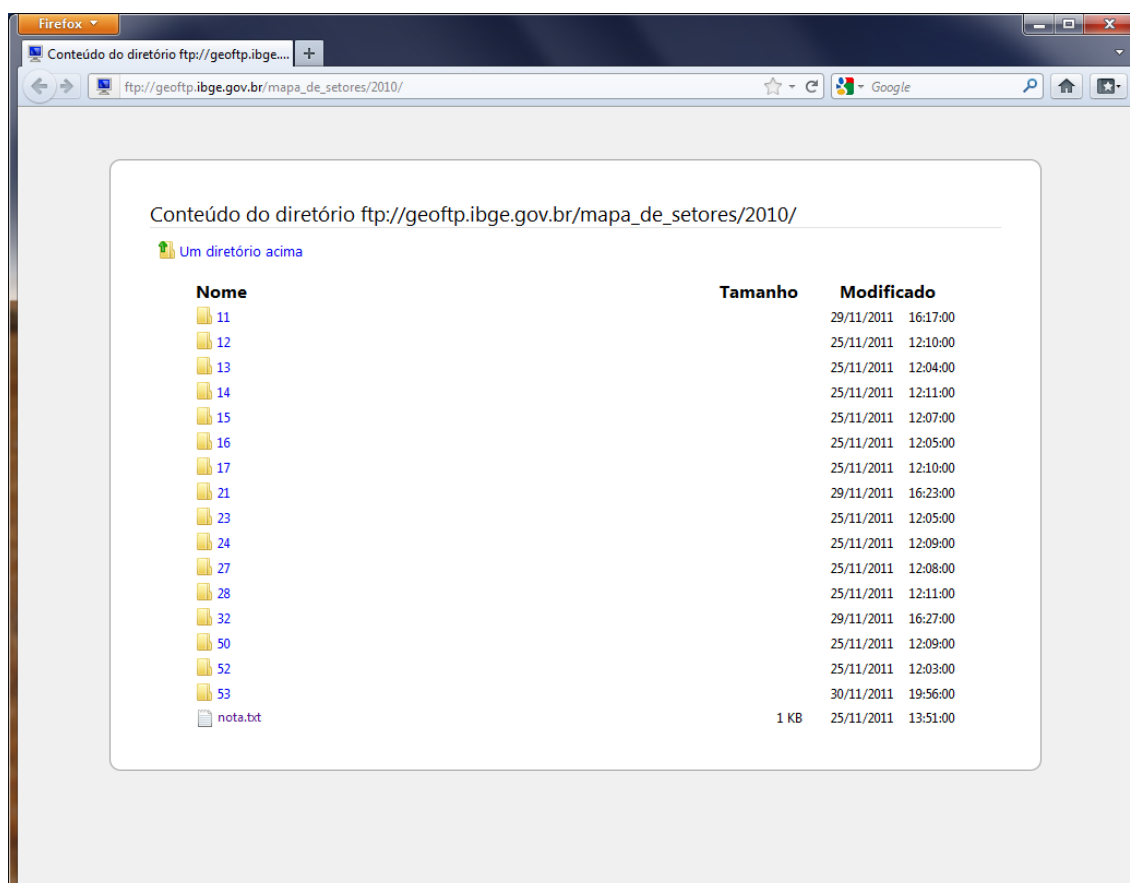 Firefox
Conteúdo do diretório ftp://geoftp.ibge....
ftp://geoftp.ibge.gov.br/mapa_de_setores/2010/ Google
Conteúdo do diretório ftp://geoftp.ibge.gov.br/mapa_de_setores/2010/
Um diretório acima
Nome Tamanho Modificado
11 29/11/2011 16:17:00
12 25/11/2011 12:10:00
13 25/11/2011 12:04:00
14 25/11/2011 12:11:00
15 25/11/2011 12:07:00
16 25/11/2011 12:05:00
17 25/11/2011 12:10:00
21 29/11/2011 16:23:00
23 25/11/2011 12:05:00
24 25/11/2011 12:09:00
27 25/11/2011 12:08:00
28 25/11/2011 12:11:00
32 29/11/2011 16:27:00
50 25/11/2011 12:09:00
52 25/11/2011 12:03:00
53 30/11/2011 19:56:00
nota.txt 1 KB 25/11/2011 13:51:00